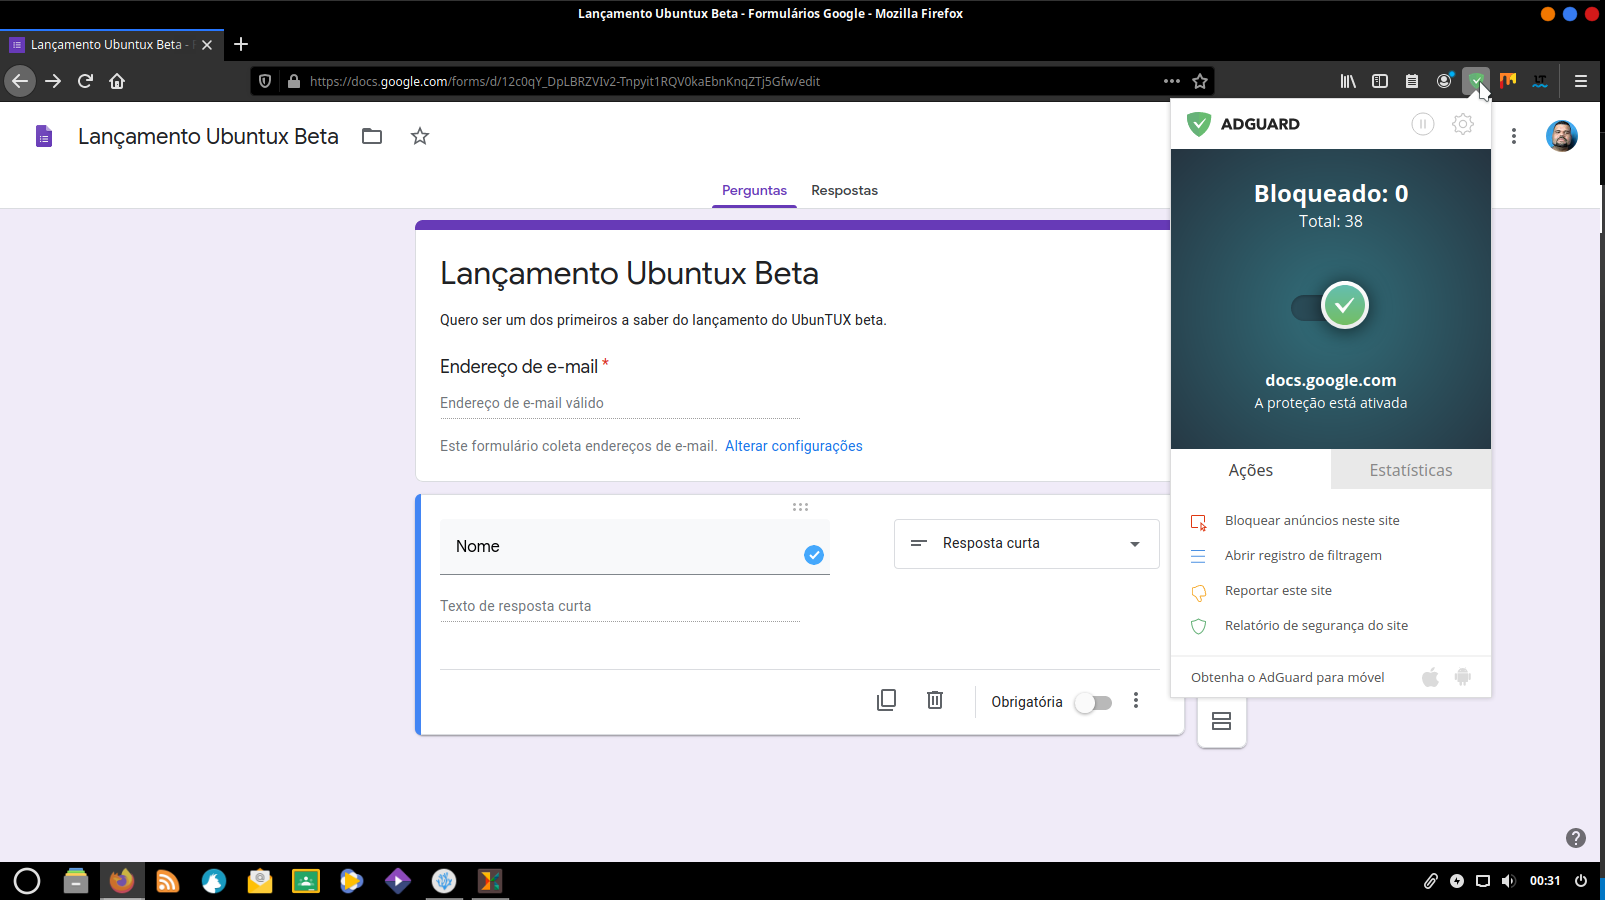 Lançamento Ubuntux Beta - Formulários Google - Mozilla Firefox
Lançamento Ubuntux Beta -
https://docs.google.com/forms/d/12c0qY_DpLBRZVIv2-Tnpyit1RQV0kaEbnKnqZTj5Gfw/edit
LT
Lançamento Ubuntux Beta
Perguntas
Respostas
Lançamento Ubuntux Beta
Quero ser um dos primeiros a saber do lançamento do UbunTUX beta.
Endereço de e-mail *
Endereço de e-mail válido
Este formulário coleta endereços de e-mail. Alterar configurações
Nome
Resposta curta
Texto de resposta curta
Obrigatória
ADGUARD
Bloqueado: 0
Total: 38
docs.google.com
A proteção está ativada
Ações
Estatísticas
Bloquear anúncios neste site
Abrir registro de filtragem
Reportar este site
Relatório de segurança do site
Obtenha o AdGuard para móvel
00:31